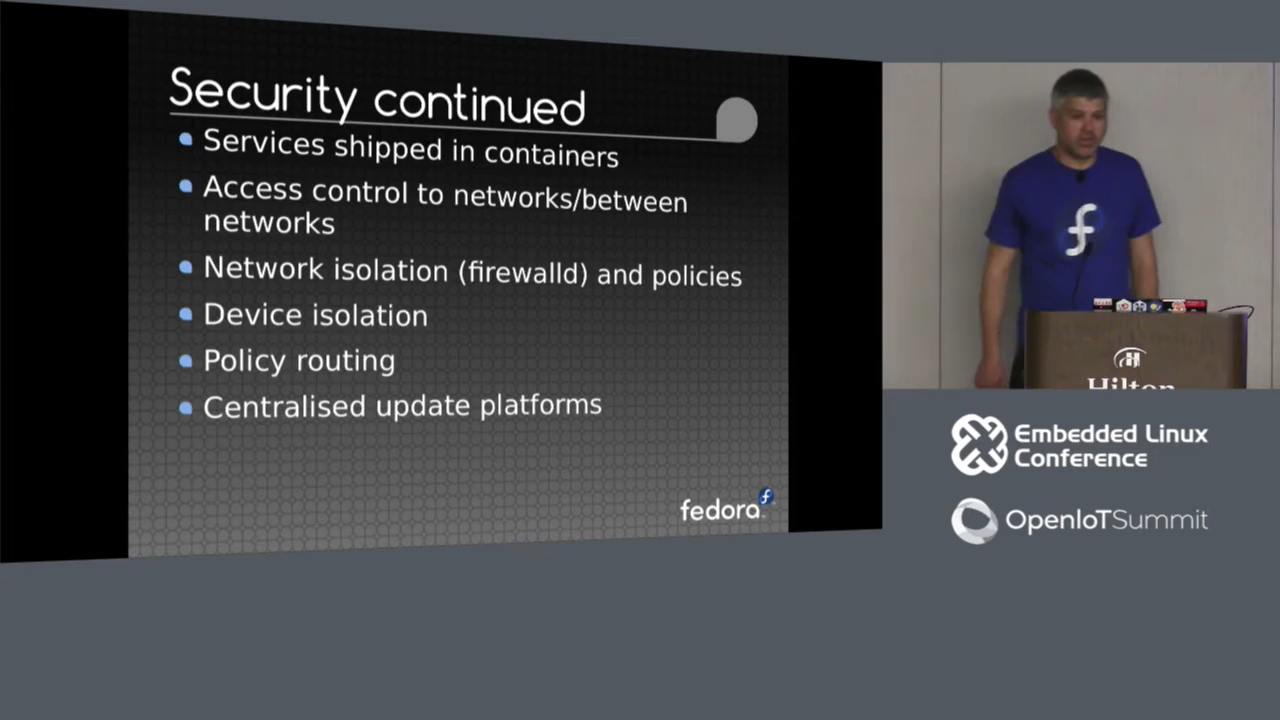 Security continued
Services shipped in containers
Access control to networks/between
networks
Network isolation (firewalld) and policies
Device isolation
Policy routing
Centralised update platforms
fedora
Hilton
Embedded Linux
Conference
OpenIoTSummit